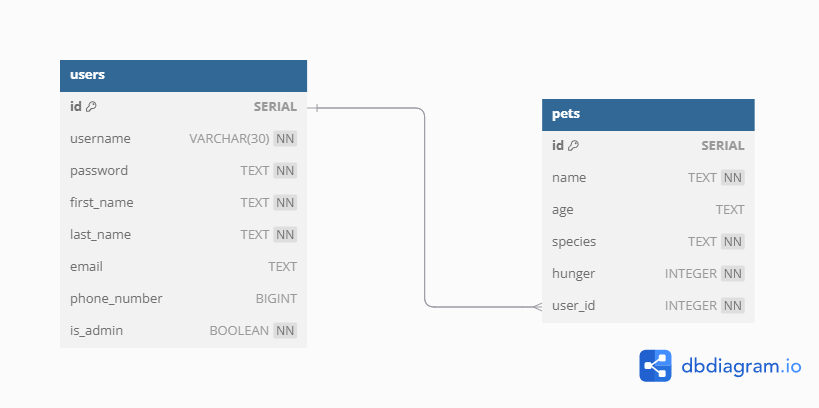 users
id SERIAL
username VARCHAR(30) NN
password TEXT NN
first_name TEXT NN
last_name TEXT NN
email TEXT
phone_number BIGINT
is_admin BOOLEAN NN
pets
id SERIAL
name TEXT NN
age TEXT
species TEXT NN
hunger INTEGER NN
user_id INTEGER NN
dbdiagram.io